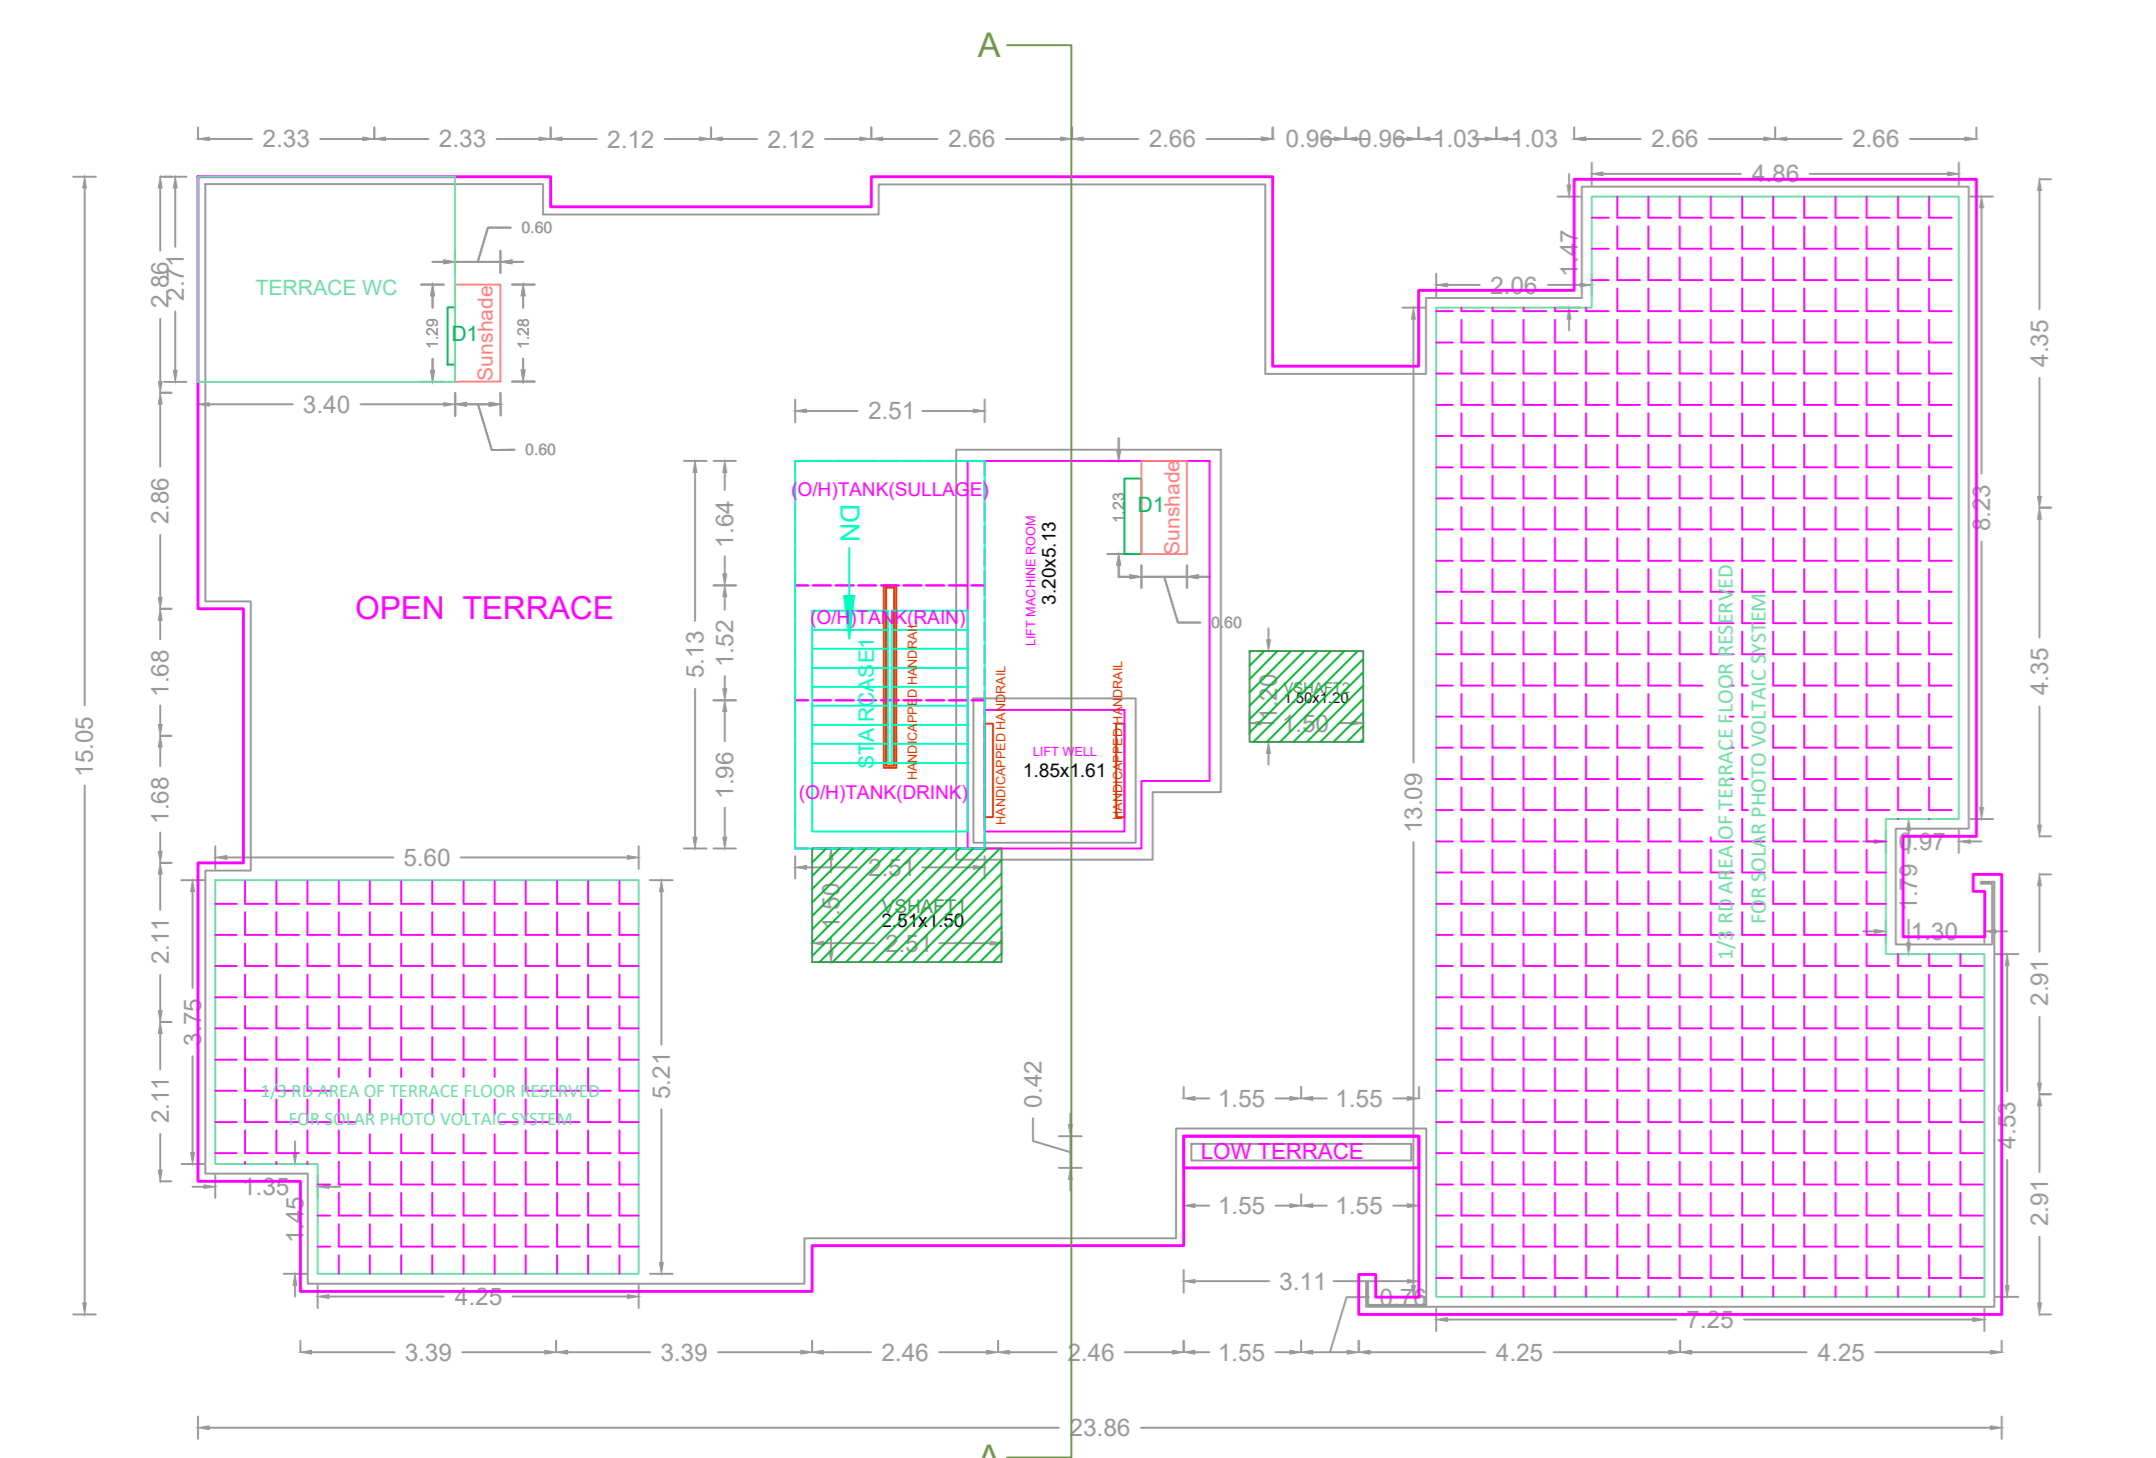 A
2.33
2.33
2.12
2.12
2.66
2.66
0.96
0.96
1.03
1.03
2.66
2.66
4.86
2.86
2.71
0.60
1.47
2.06
TERRACE WC
D1
Sunshade
1.29
1.28
4.35
3.40
0.60
2.51
2.86
(O/H)TANK(SULLAGE)
DN
1.64
LIFT MACHINE ROOM
3.20x5.13
1.23
D1
Sunshade
8.23
OPEN TERRACE
(O/H)TANK(RAIN)
0.60
5.13
1.52
STARCASE1
HANDICAPPED HANDRAIL
1.68
VSHAFT2
1.50x1.20
1.20
1.50
4.35
15.05
1.96
HANDICAPPED HANDRAIL
HANDICAPPED HANDRAIL
LIFT WELL
1.85x1.61
1.68
(O/H)TANK(DRINK)
13.09
1/3 RD AREA OF TERRACE FLOOR RESERVED
FOR SOLAR PHOTO VOLTAIC SYSTEM
5.60
2.51
0.97
1.79
1.50
VSHAFT1
2.51x1.50
2.51
1.30
2.11
3.75
2.91
5.21
0.42
1/3 RD AREA OF TERRACE FLOOR RESERVED
FOR SOLAR PHOTO VOLTAIC SYSTEM
2.11
1.55
1.55
4.53
LOW TERRACE
1.35
1.45
1.55
1.55
2.91
4.25
3.11
0.76
7.25
3.39
3.39
2.46
2.46
1.55
4.25
4.25
23.86
A